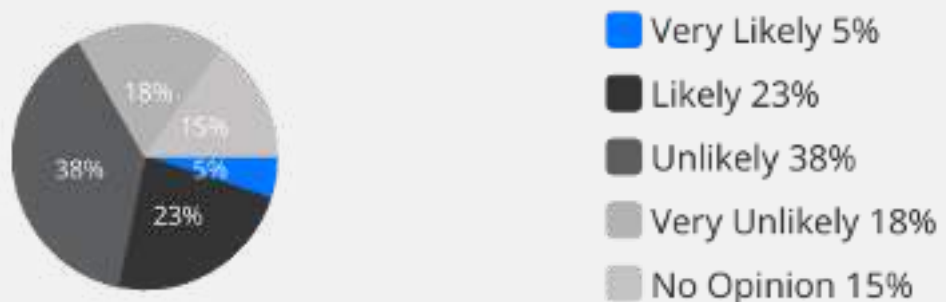 18%
15%
38%
5%
23%
Very Likely 5%
Likely 23%
Unlikely 38%
Very Unlikely 18%
No Opinion 15%